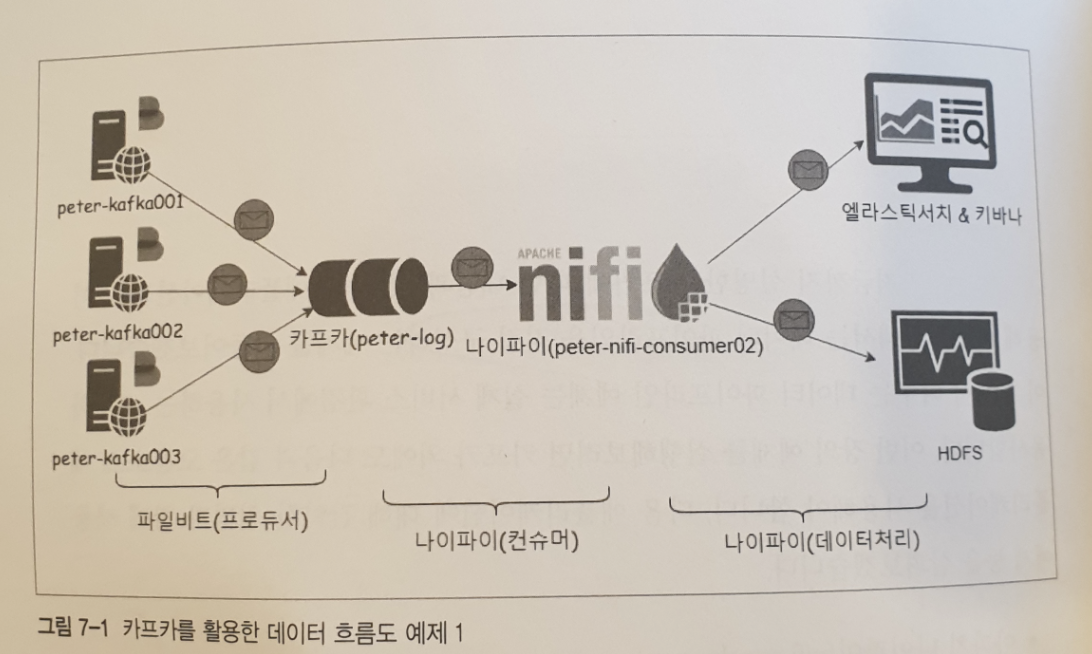 peter-kafka001
peter-kafka002
peter-kafka003
카프카(peter-log)
APACHE
nifi
나이파이(peter-nifi-consumer02)
엘라스틱서치 & 키바나
HDFS
파일비트(프로듀서)
나이파이(컨슈머)
나이파이(데이터처리)
그림 7-1 카프카를 활용한 데이터 흐름도 예제 1